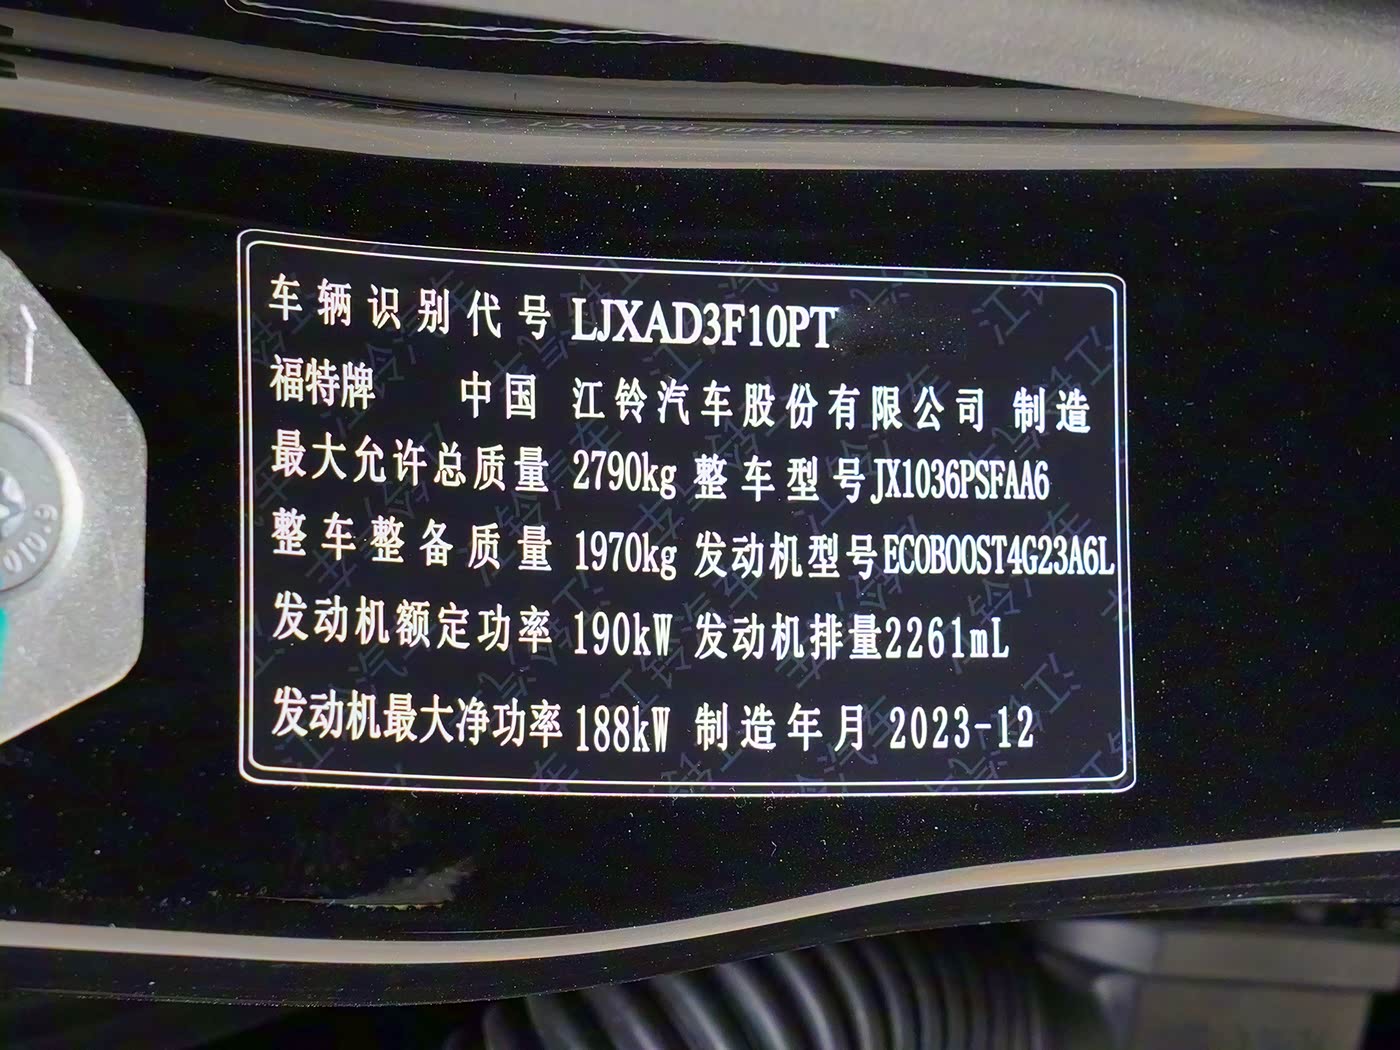 车辆识别代号 LJXAD3F10PT
福特牌 中国 江铃汽车股份有限公司 制造
最大允许总质量 2790kg 整车型号 JX1036PSFAA6
整车整备质量 1970kg 发动机型号 ECOBOOST4G23A6L
发动机额定功率 190kW 发动机排量 2261mL
发动机最大净功率 188kW 制造年月 2023-12